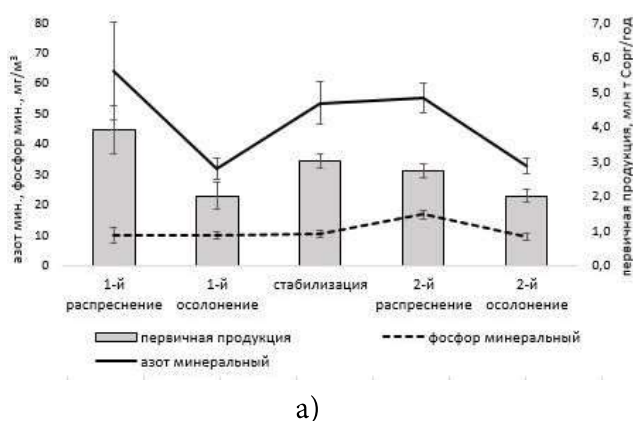 азот мин., фосфор мин., мг/м³
80
70
60
50
40
30
20
10
0
7,0
6,0
5,0
4,0
3,0
2,0
1,0
0,0
первичная продукция, млн т Сорг/год
1-й
распреснение
1-й
осолонение
стабилизация
2-й
распреснение
2-й
осолонение
первичная продукция
фосфор минеральный
азот минеральный
а)